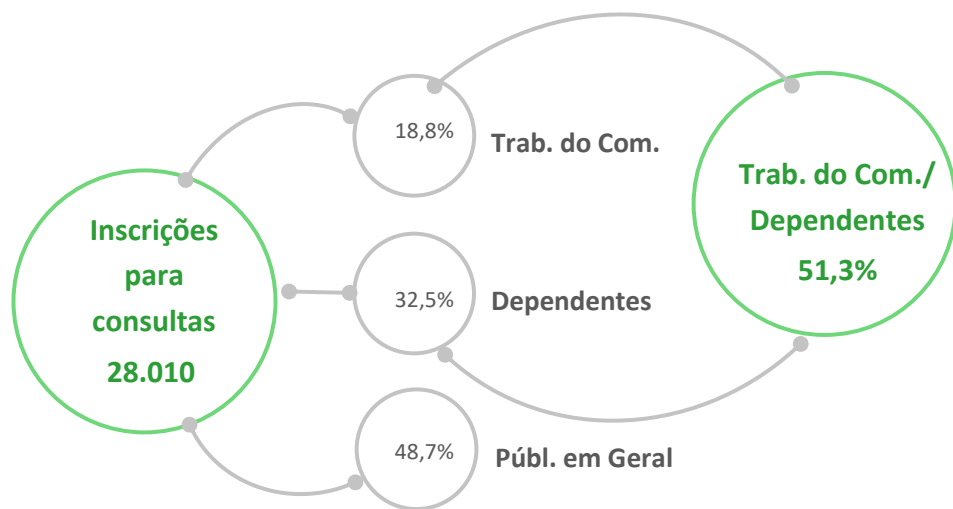 Inscrições
para
consultas
28.010
18,8%
Trab. do Com.
32,5%
Dependentes
48,7%
Públ. em Geral
Trab. do Com./
Dependentes
51,3%